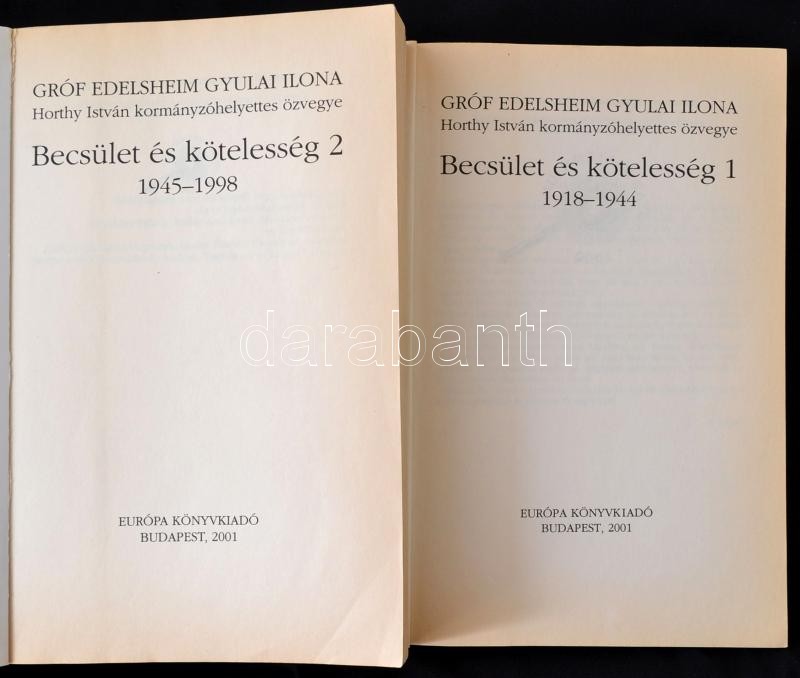 GRÓF EDELSHEIM GYULAI ILONA
Horthy István kormányzóhelyettes özvegye
Becsület és kötelesség 2
1945–1998
EURÓPA KÖNYVKIADÓ
BUDAPEST, 2001
GRÓF EDELSHEIM GYULAI ILONA
Horthy István kormányzóhelyettes özvegye
Becsület és kötelesség 1
1918–1944
EURÓPA KÖNYVKIADÓ
BUDAPEST, 2001
darabanth